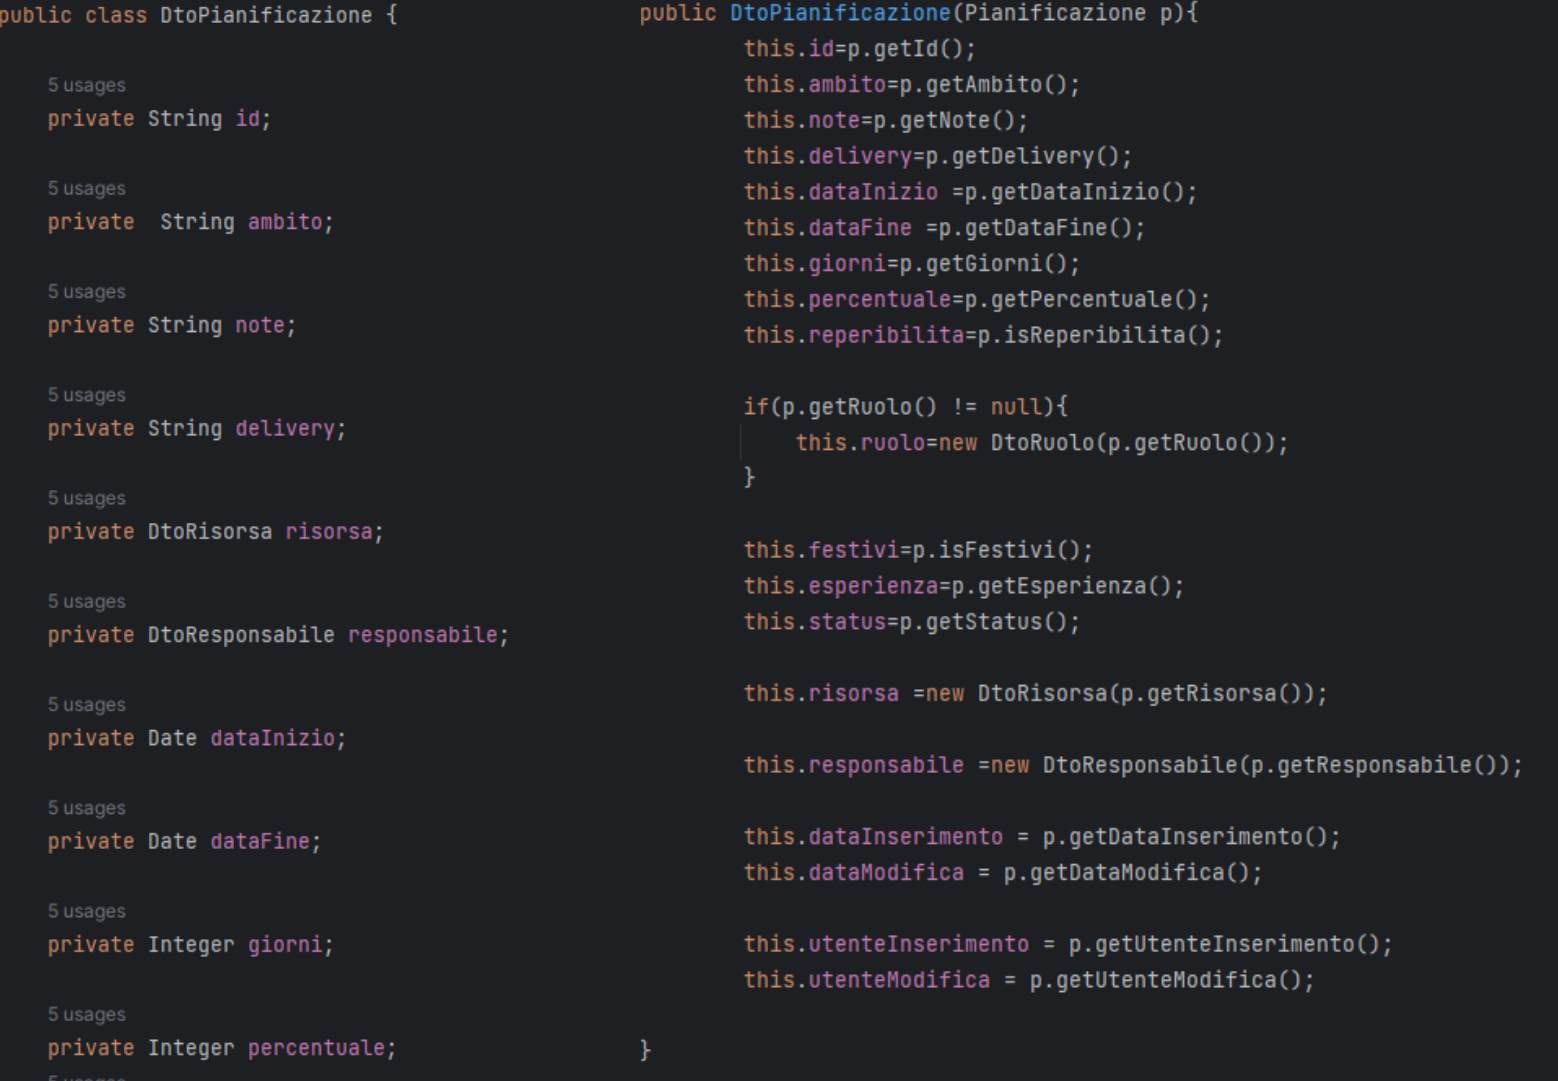 public class DtoPianificazione {
5 usages
private String id;
5 usages
private  String ambito;
5 usages
private String note;
5 usages
private String delivery;
5 usages
private DtoRisorsa risorsa;
5 usages
private DtoResponsabile responsabile;
5 usages
private Date dataInizio;
5 usages
private Date dataFine;
5 usages
private Integer giorni;
5 usages
private Integer percentuale;
5 usages
public DtoPianificazione(Pianificazione p){
this.id=p.getId();
this.ambito=p.getAmbito();
this.note=p.getNote();
this.delivery=p.getDelivery();
this.dataInizio =p.getDataInizio();
this.dataFine =p.getDataFine();
this.giorni=p.getGiorni();
this.percentuale=p.getPercentuale();
this.reperibilita=p.isReperibilita();
if(p.getRuolo() != null){
this.ruolo=new DtoRuolo(p.getRuolo());
}
this.festivi=p.isFestivi();
this.esperienza=p.getEsperienza();
this.status=p.getStatus();
this.risorsa =new DtoRisorsa(p.getRisorsa());
this.responsabile =new DtoResponsabile(p.getResponsabile());
this.dataInserimento = p.getDataInserimento();
this.dataModifica = p.getDataModifica();
this.utenteInserimento = p.getUtenteInserimento();
this.utenteModifica = p.getUtenteModifica();
}